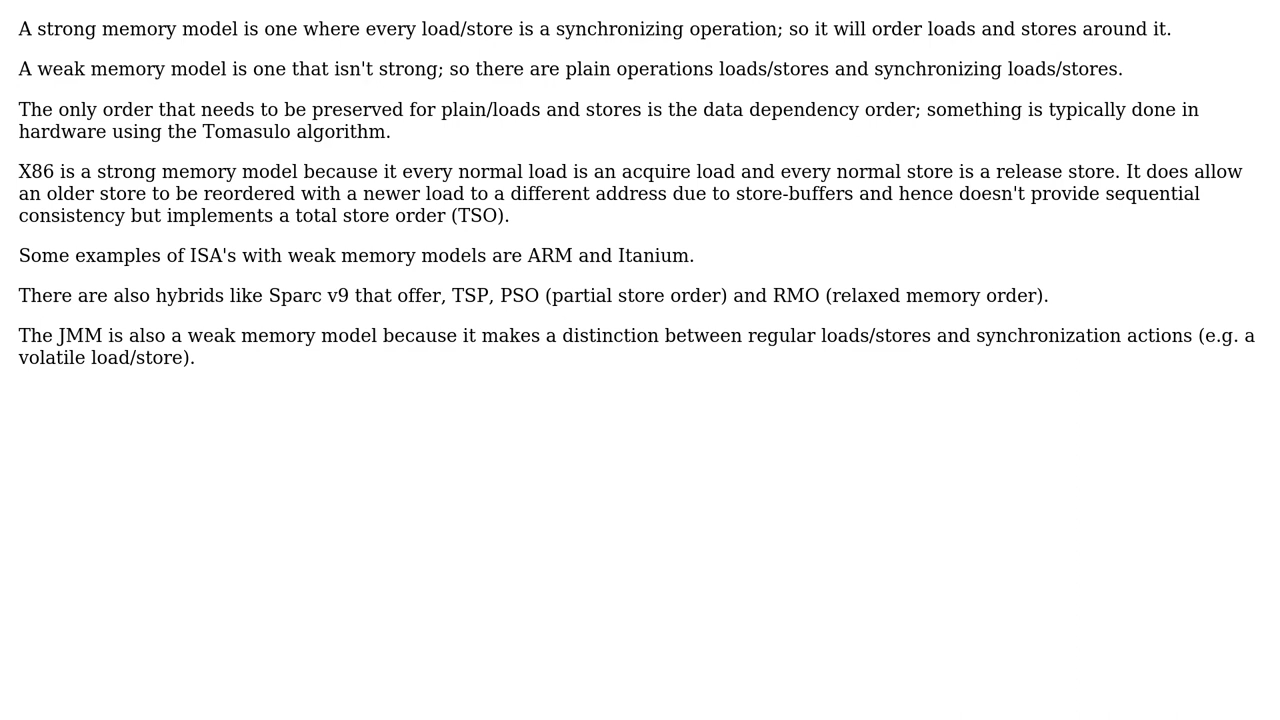 A strong memory model is one where every load/store is a synchronizing operation; so it will order loads and stores around it.
A weak memory model is one that isn't strong; so there are plain operations loads/stores and synchronizing loads/stores.
The only order that needs to be preserved for plain/loads and stores is the data dependency order; something is typically done in
hardware using the Tomasulo algorithm.
X86 is a strong memory model because it every normal load is an acquire load and every normal store is a release store. It does allow
an older store to be reordered with a newer load to a different address due to store-buffers and hence doesn't provide sequential
consistency but implements a total store order (TSO).
Some examples of ISA's with weak memory models are ARM and Itanium.
There are also hybrids like Sparc v9 that offer, TSP, PSO (partial store order) and RMO (relaxed memory order).
The JMM is also a weak memory model because it makes a distinction between regular loads/stores and synchronization actions (e.g. a
volatile load/store).